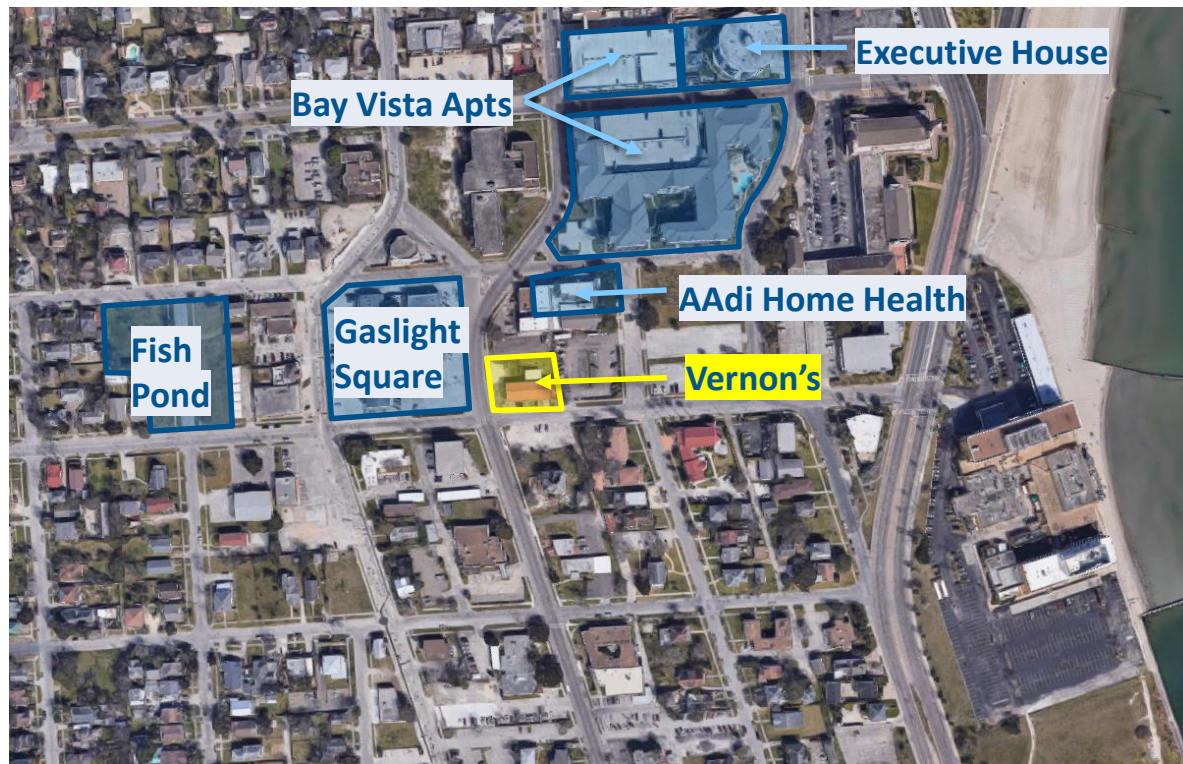 Executive House
Bay Vista Apts
AAdi Home Health
Gaslight
Square
Fish
Pond
Vernon's